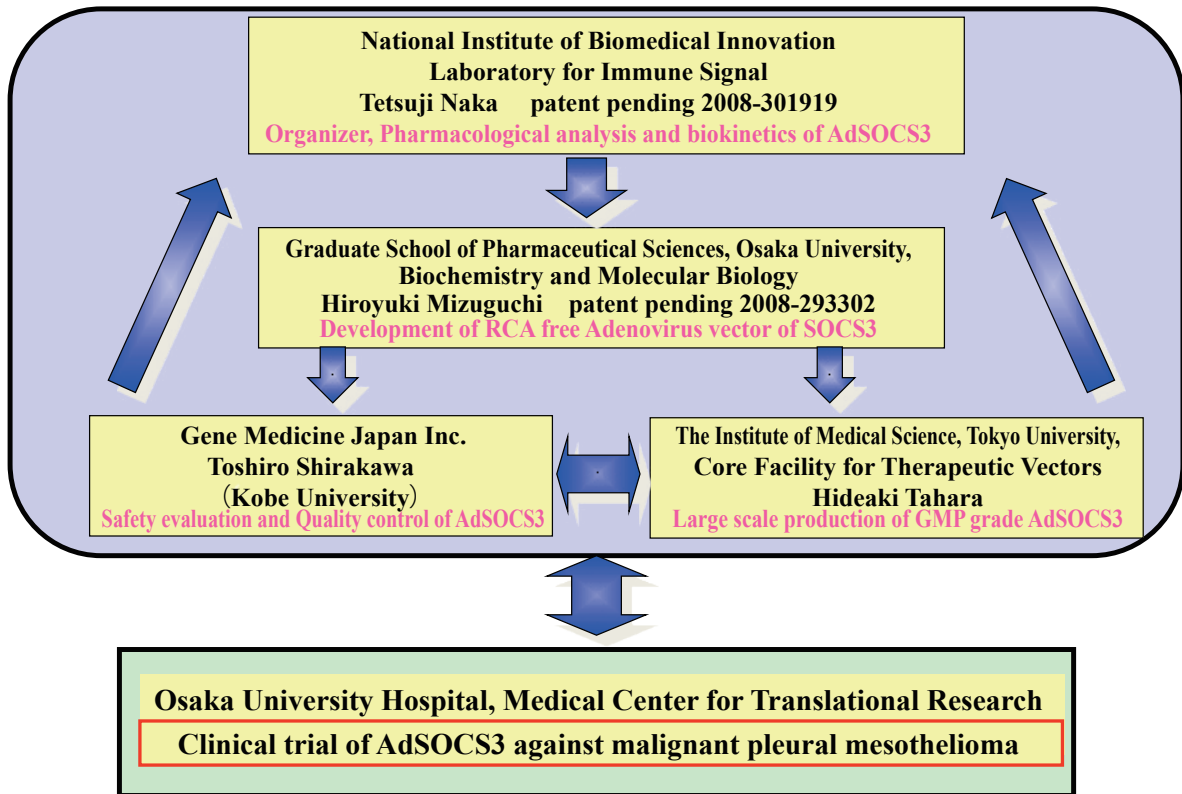 National Institute of Biomedical Innovation
Laboratory for Immune Signal
Tetsuji Naka patent pending 2008-301919
Organizer, Pharmacological analysis and biokinetics of AdSOCS3
Graduate School of Pharmaceutical Sciences, Osaka University,
Biochemistry and Molecular Biology
Hiroyuki Mizuguchi patent pending 2008-293302
Development of RCA free Adenovirus vector of SOCS3
Gene Medicine Japan Inc.
Toshiro Shirakawa
（Kobe University）
Safety evaluation and Quality control of AdSOCS3
The Institute of Medical Science, Tokyo University,
Core Facility for Therapeutic Vectors
Hideaki Tahara
Large scale production of GMP grade AdSOCS3
Osaka University Hospital, Medical Center for Translational Research
Clinical trial of AdSOCS3 against malignant pleural mesothelioma